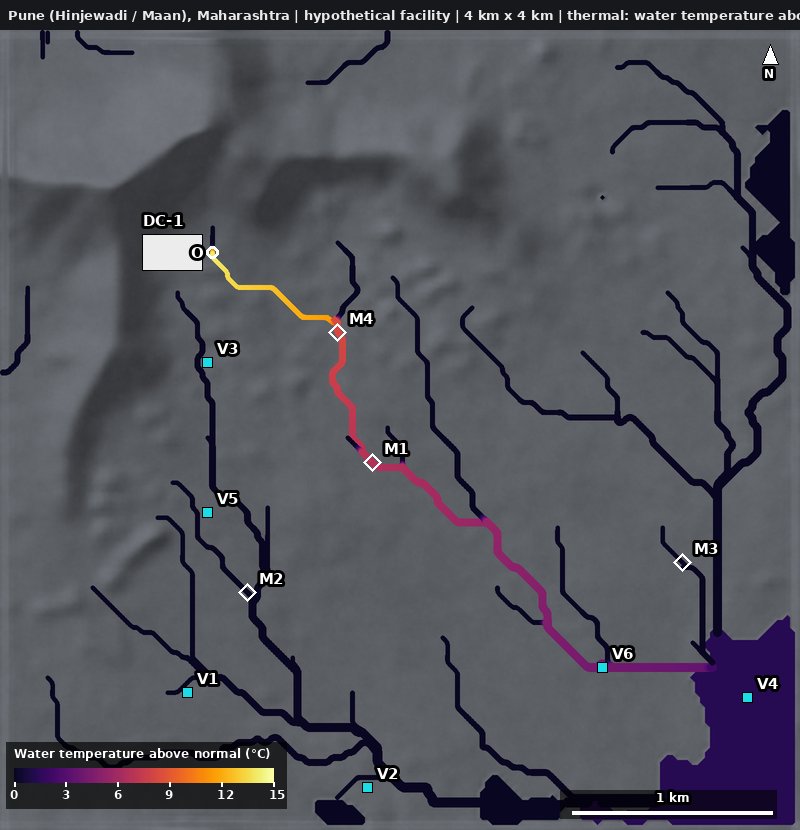 Pune (Hinjewadi / Maan), Maharashtra | hypothetical facility | 4 km x 4 km | thermal: water temperature abo
N
DC-1
O
M4
V3
M1
V5
M3
M2
V6
V1
V4
Water temperature above normal (°C)
0 3 6 9 12 15
V2
1 km